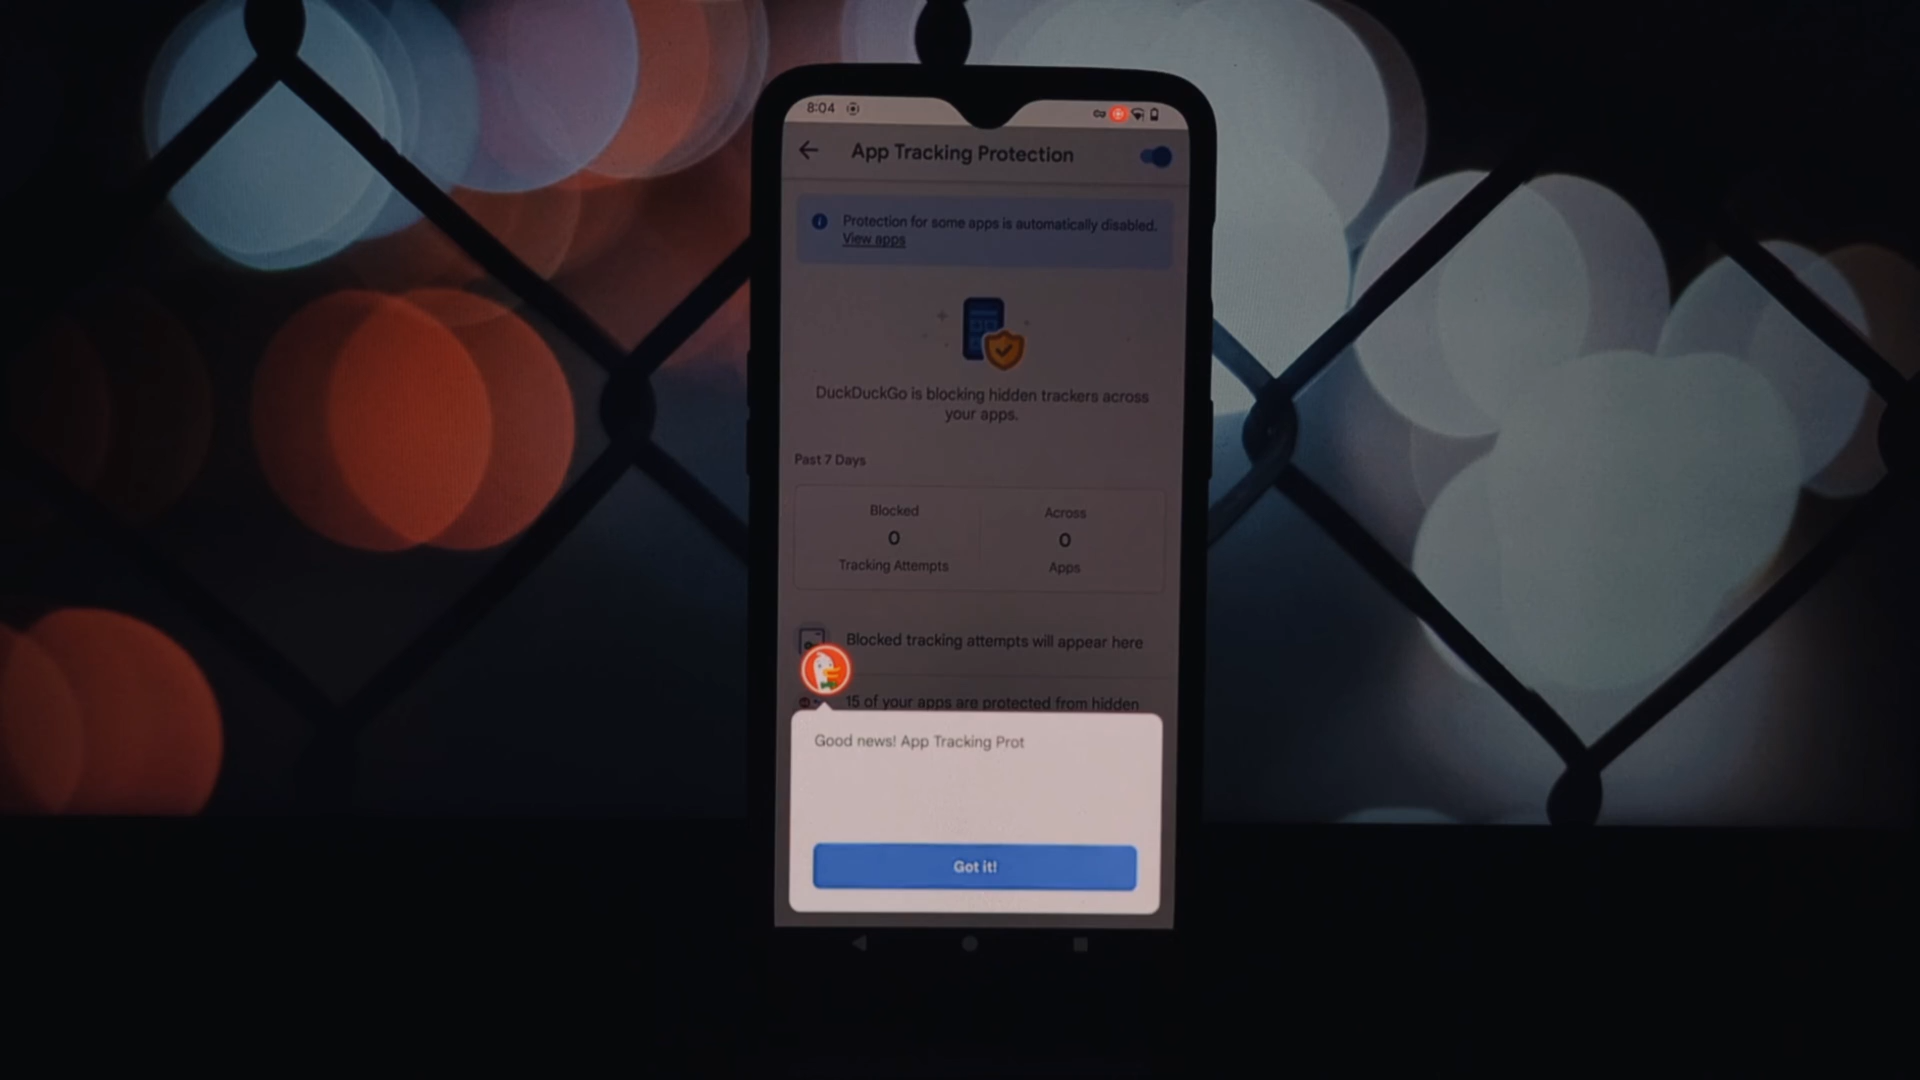 8:04
App Tracking Protection
Protection for some apps is automatically disabled.
View apps
DuckDuckGo is blocking hidden trackers across
your apps.
Past 7 Days
Blocked
0
Tracking Attempts
Across
0
Apps
Blocked tracking attempts will appear here
15 of your apps are protected from hidden
Good news! App Tracking Prot
Got it!